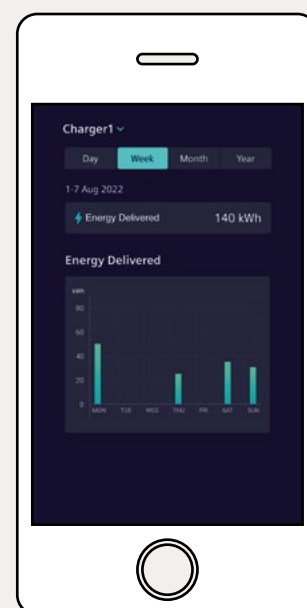 Charger1
Day Week Month Year
1-7 Aug 2022
Energy Delivered 140 kWh
Energy Delivered
kWh
80
60
40
20
0
MON TUE WED THU FRI SAT SUN